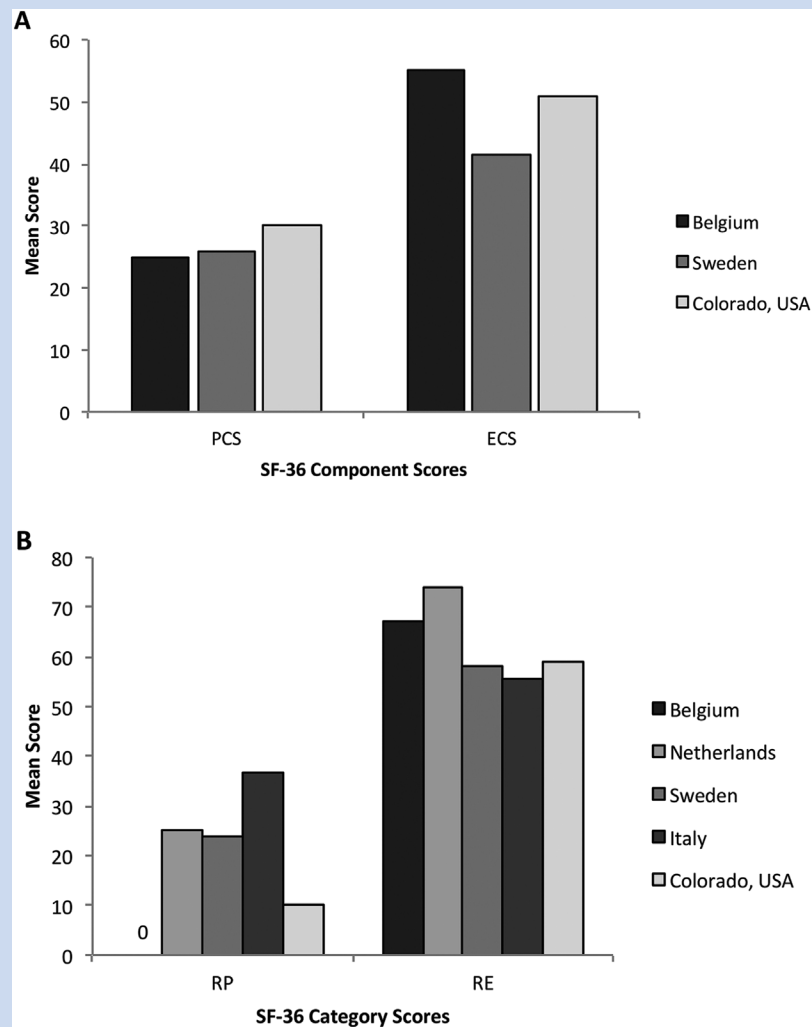 A
60
50
40
30
20
10
0
Mean Score
PCS
ECS
SF-36 Component Scores
Belgium
Sweden
Colorado, USA
B
80
70
60
50
40
30
20
10
0
Mean Score
0
RP
RE
SF-36 Category Scores
Belgium
Netherlands
Sweden
Italy
Colorado, USA